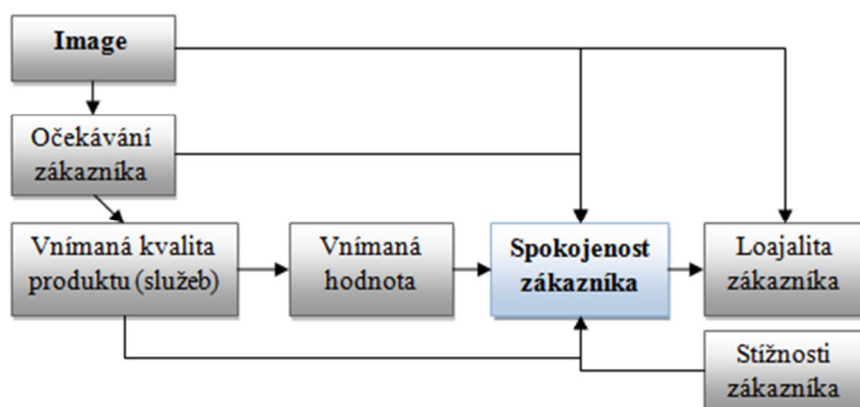 Image
Očekávání
zákazníka
Vnímaná kvalita
produktu (služeb)
Vnímaná
hodnota
Spokojenost
zákazníka
Loajalita
zákazníka
Stížnosti
zákazníka